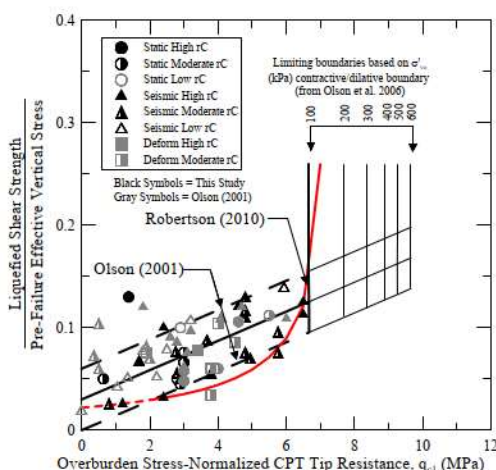 0.4
0.3
0.2
0.1
0
Liquefied Shear Strength
Pre-Failure Effective Vertical Stress
Static High rC
Static Moderate rC
Static Low rC
Seismic High rC
Seismic Moderate rC
Seismic Low rC
Deform High rC
Deform Moderate rC
Black Symbols = This Study
Gray Symbols = Olson (2001)
Limiting boundaries based on σ'vo
(kPa) contractive/dilative boundary
(from Olson et al. 2006)
100
200
300
400
500
600
Robertson (2010)
Olson (2001)
0 2 4 6 8 10 12
Overburden Stress-Normalized CPT Tip Resistance, qc1 (MPa)